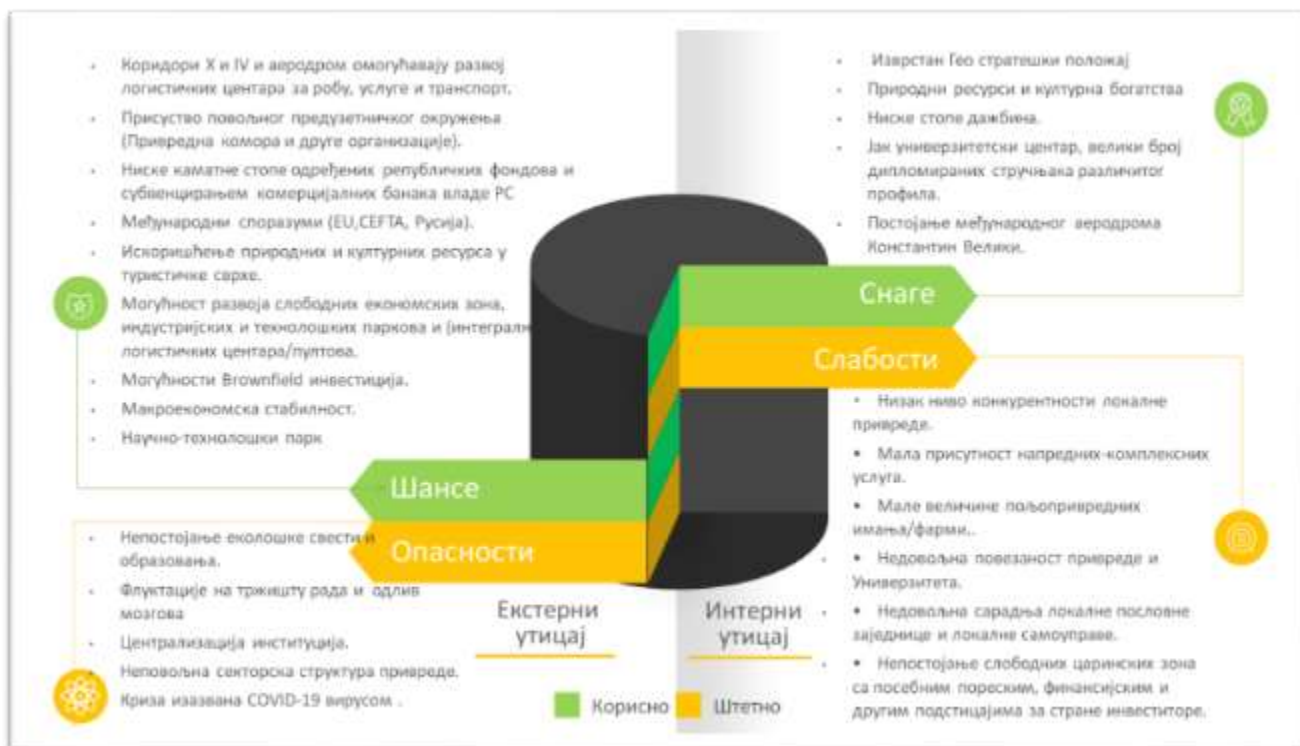 • Коридори X и IV и аеродром омогућавају развој
логистичких центара за робу, услуге и транспорт.
• Присуство повољног предузетничког окружења
(Привредна комора и друге организације).
• Ниске каматне стопе одређених републичких фондова и
субвенцирањем комерцијалних банака владе РС
• Међународни споразуми (EU,CEFTA, Русија).
• Искоришћење природних и културних ресурса у
туристичке сврхе.
Могућност развоја слободних економских зона,
индустријских и технолошких паркова и (интегралн
логистичких центара/пултова.
• Могућности Brownfield инвестиција.
• Макроекономска стабилност.
• Научно-технолошки парк
Шансе
Опасности
• Непостојање еколошке свести и
образовања.
• Флуктације на тржишту рада и одлив
мозгова
• Централизација институција.
• Неповољна секторска структура привреде.
Криза изазвана COVID-19 вирусом .
• Изврстан Гео стратешки положај
• Природни ресурси и културна богатства
• Ниске стопе дажбина.
• Јак универзитетски центар, велики број
дипломираних стручњака различитог
профила.
• Постојање међународног аеродрома
Константин Велики.
Снаге
Слабости
• Низак ниво конкурентности локалне
привреде.
• Мала присутност напредних-комплексних
услуга.
• Мале величине пољопривредних
имања/фарми..
• • Недовољна повезаност привреде и
Универзитета.
• • Недовољна сарадња локалне пословне
заједнице и локалне самоуправе.
• • Непостојање слободних царинских зона
са посебним пореским, финансијским и
другим подстицајима за стране инвеститоре.
Екстерни
утицај
Интерни
утицај
Корисно
Штетно